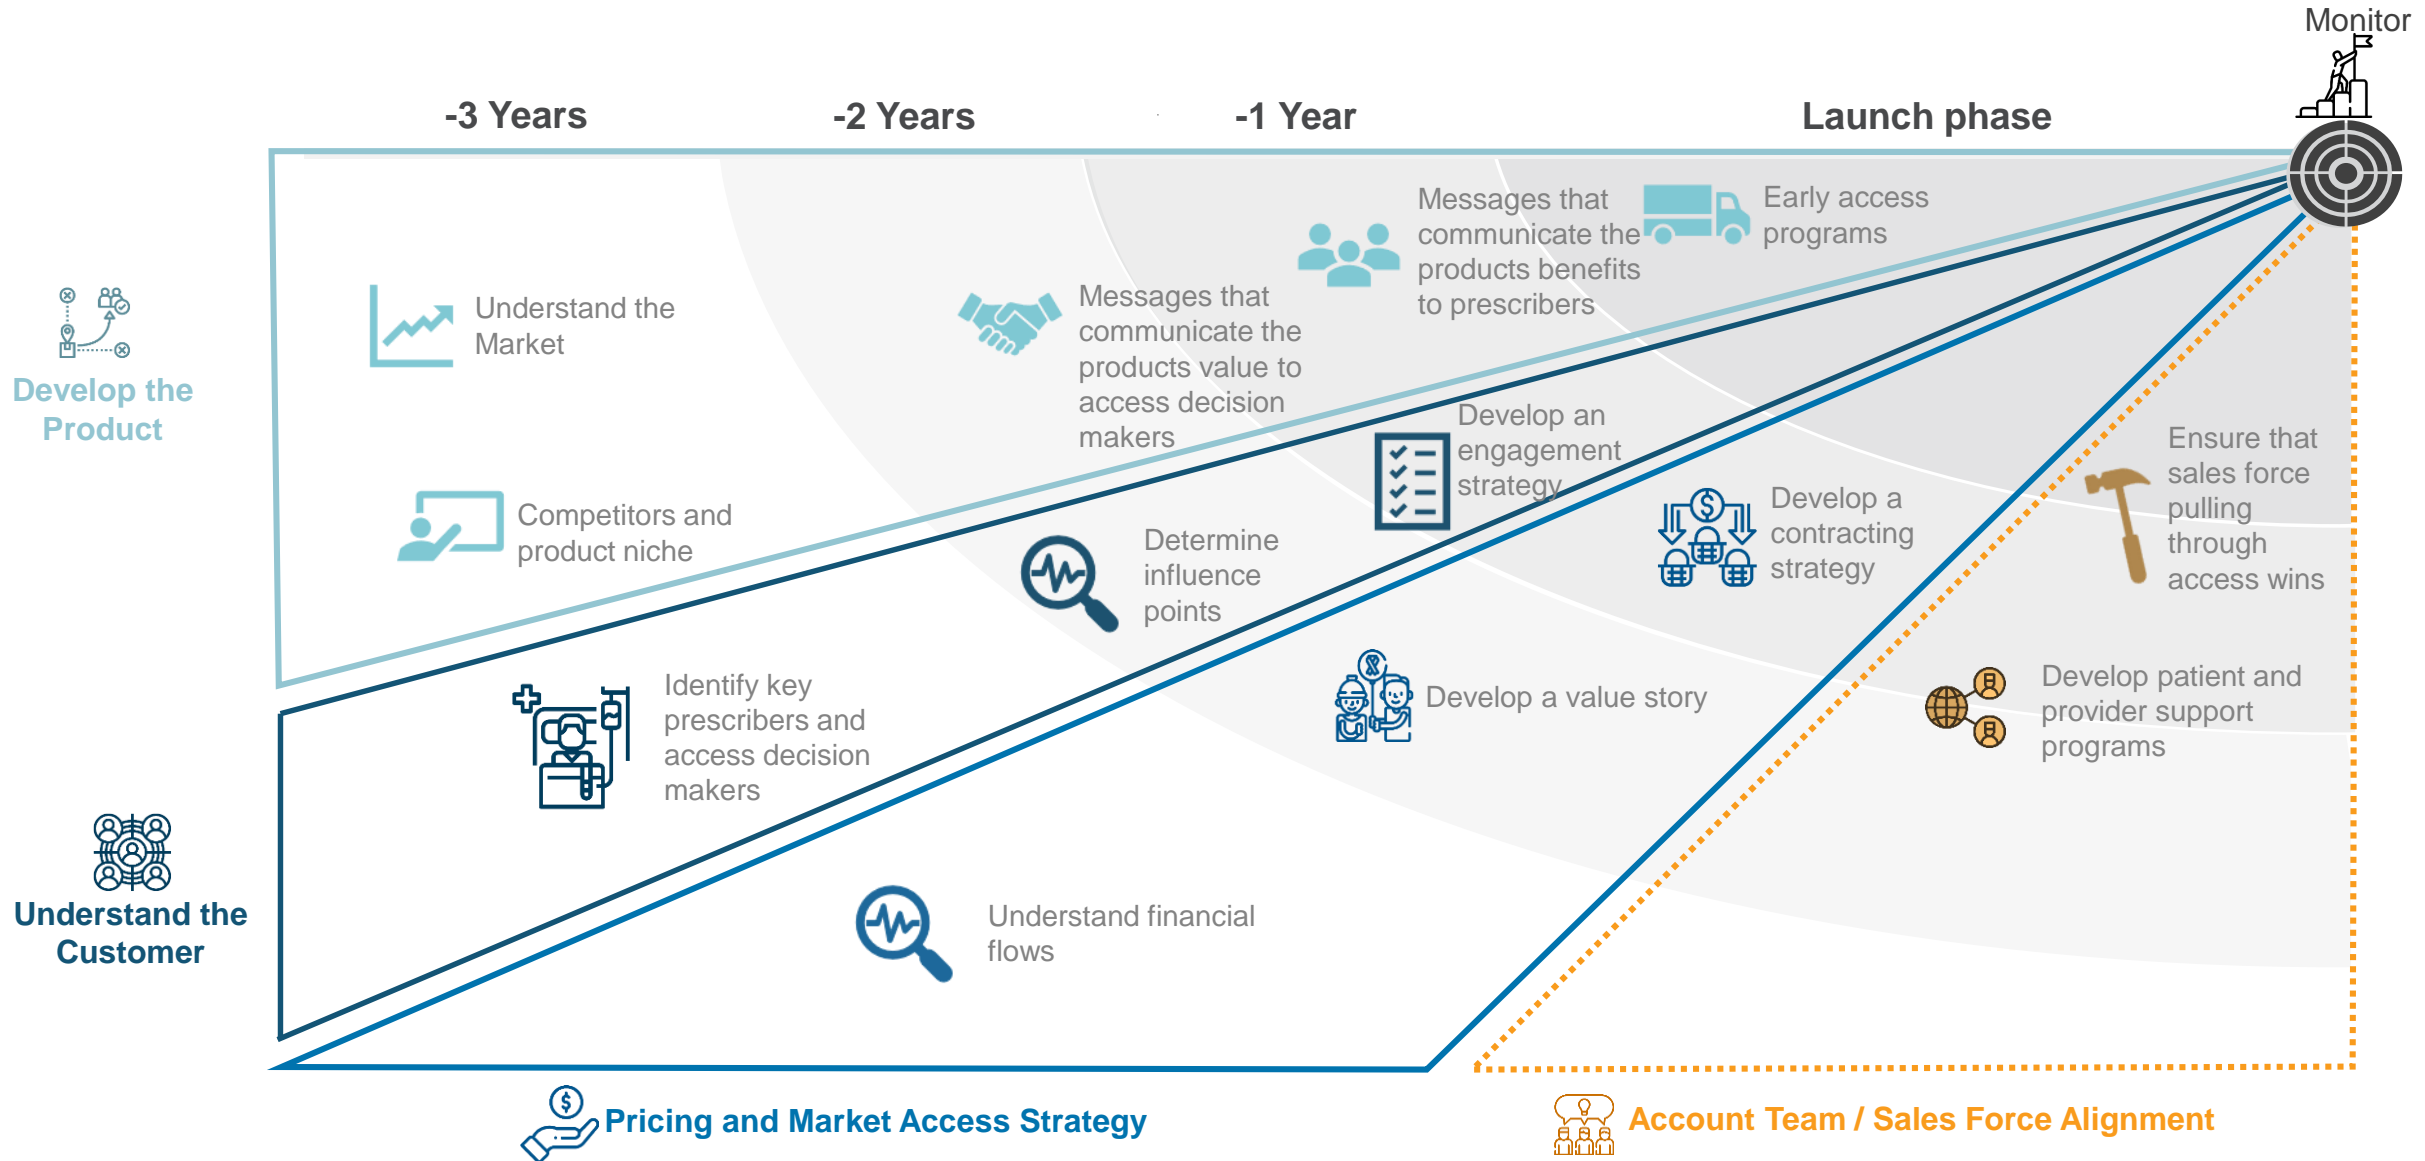 Monitor
-3 Years
-2 Years
-1 Year
Launch phase
Develop the
Product
Understand the
Market
Competitors and
product niche
Messages that
communicate the
products value to
access decision
makers
Messages that
communicate the
products benefits
to prescribers
Early access
programs
Understand the
Customer
Identify key
prescribers and
access decision
makers
Determine
influence
points
Develop an
engagement
strategy
Pricing and Market Access Strategy
Understand financial
flows
Develop a value story
Develop a
contracting
strategy
Account Team / Sales Force Alignment
Develop patient and
provider support
programs
Ensure that
sales force
pulling
through
access wins